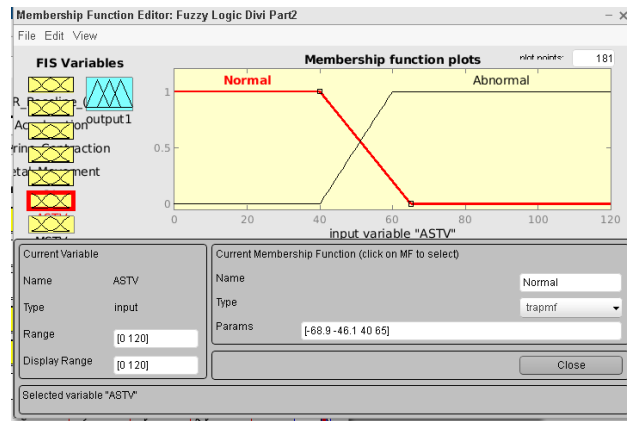 Membership Function Editor: Fuzzy Logic Divi Part2
File Edit View
FIS Variables
output1
ASTV
Membership function plots
plot points:
181
Normal
Abnormal
1
0.5
0
0 20 40 60 80 100 120
input variable "ASTV"
Current Variable
Name ASTV
Type input
Range [0 120]
Display Range [0 120]
Current Membership Function (click on MF to select)
Name Normal
Type trapmf
Params [-68.9 -46.1 40 65]
Close
Selected variable "ASTV"